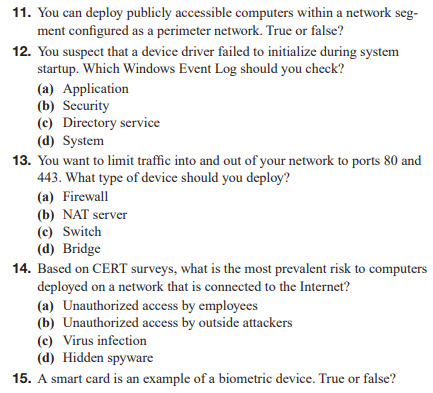 11. You can deploy publicly accessible computers within a network seg-
ment configured as a perimeter network. True or false?
12. You suspect that a device driver failed to initialize during system
startup. Which Windows Event Log should you check?
(a) Application
(b) Security
(c) Directory service
(d) System
13. You want to limit traffic into and out of your network to ports 80 and
443. What type of device should you deploy?
(a) Firewall
(b) NAT server
(c) Switch
(d) Bridge
14. Based on CERT surveys, what is the most prevalent risk to computers
deployed on a network that is connected to the Internet?
(a) Unauthorized access by employees
(b) Unauthorized access by outside attackers
(c) Virus infection
(d) Hidden spyware
15. A smart card is an example of a biometric device. True or false?